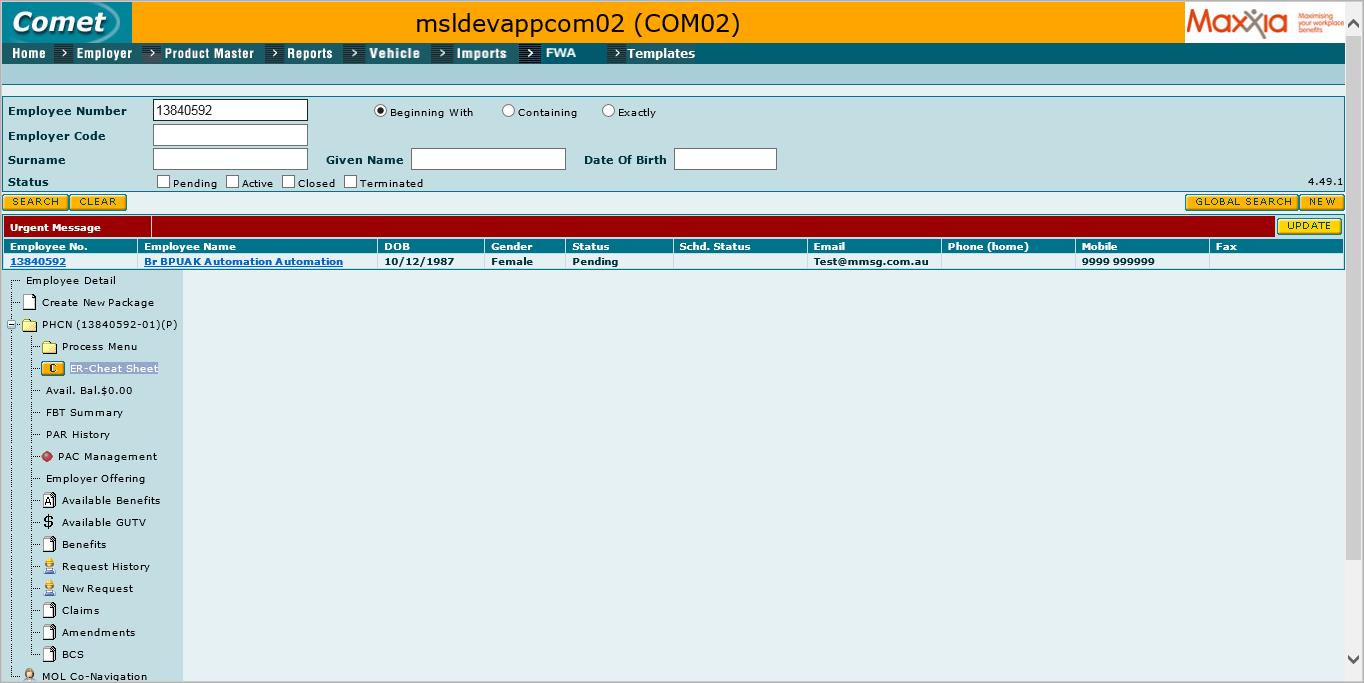 Comet
msldevappcom02 (COM02)
Maxxia Maximising your workplace benefits
Home > Employer > Product Master > Reports > Vehicle > Imports > FWA > Templates
Employee Number 13840592 Beginning With Containing Exactly
Employer Code
Surname Given Name Date Of Birth
Status Pending Active Closed Terminated 4.49.1
SEARCH CLEAR GLOBAL SEARCH NEW
Urgent Message UPDATE
Employee No. Employee Name DOB Gender Status Schd. Status Email Phone (home) Mobile Fax
13840592 Br BPUAK Automation Automation 10/12/1987 Female Pending Test@mmsg.com.au 9999 999999
Employee Detail
Create New Package
PHCN (13840592-01)(P)
Process Menu
C ER-Cheat Sheet
Avail. Bal.$0.00
FBT Summary
PAR History
PAC Management
Employer Offering
A Available Benefits
$ Available GUTV
Benefits
Request History
New Request
Claims
Amendments
BCS
MOL Co-Navigation